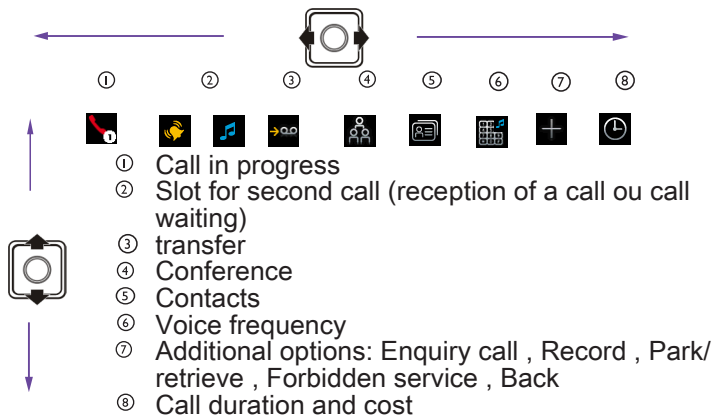 ① ② ③ ④ ⑤ ⑥ ⑦ ⑧
① Call in progress
② Slot for second call (reception of a call ou call
waiting)
③ transfer
④ Conference
⑤ Contacts
⑥ Voice frequency
⑦ Additional options: Enquiry call , Record , Park/
retrieve , Forbidden service , Back
⑧ Call duration and cost